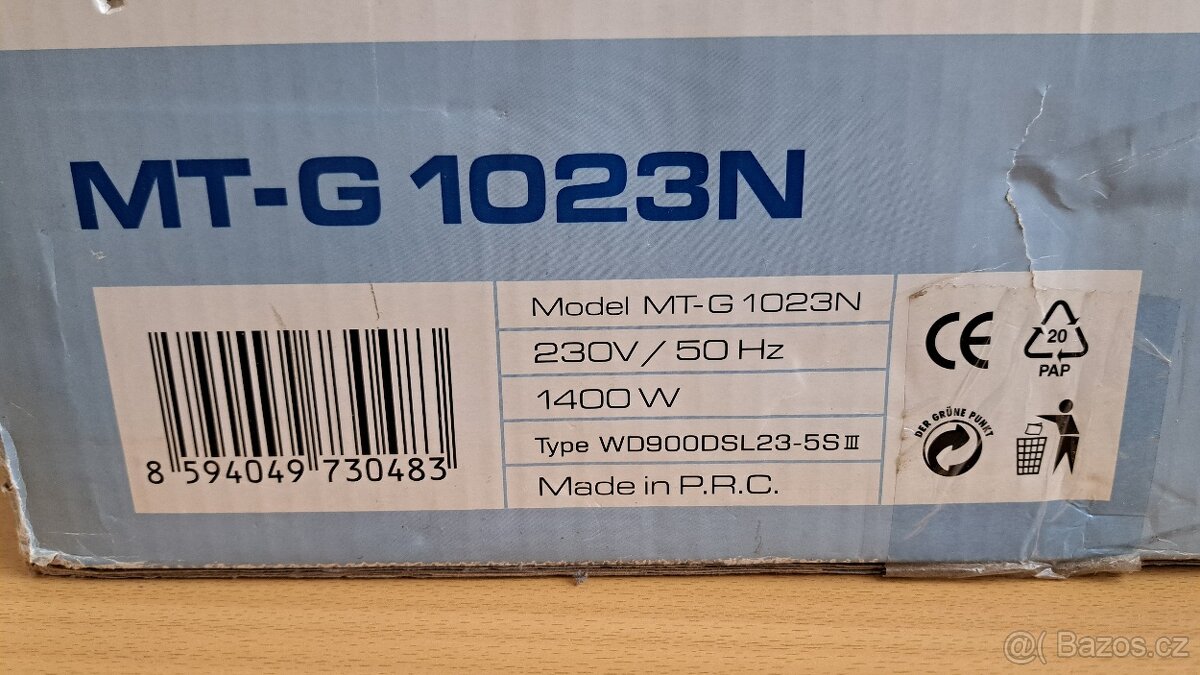 MT-G 1023N
Model MT-G 1023N
230V / 50 Hz
1400 W
Type WD900DSL23-5S III
Made in P.R.C.
8 594049 730483
CE
20
PAP
DER GRÜNE PUNKT
@( Bazos.cz